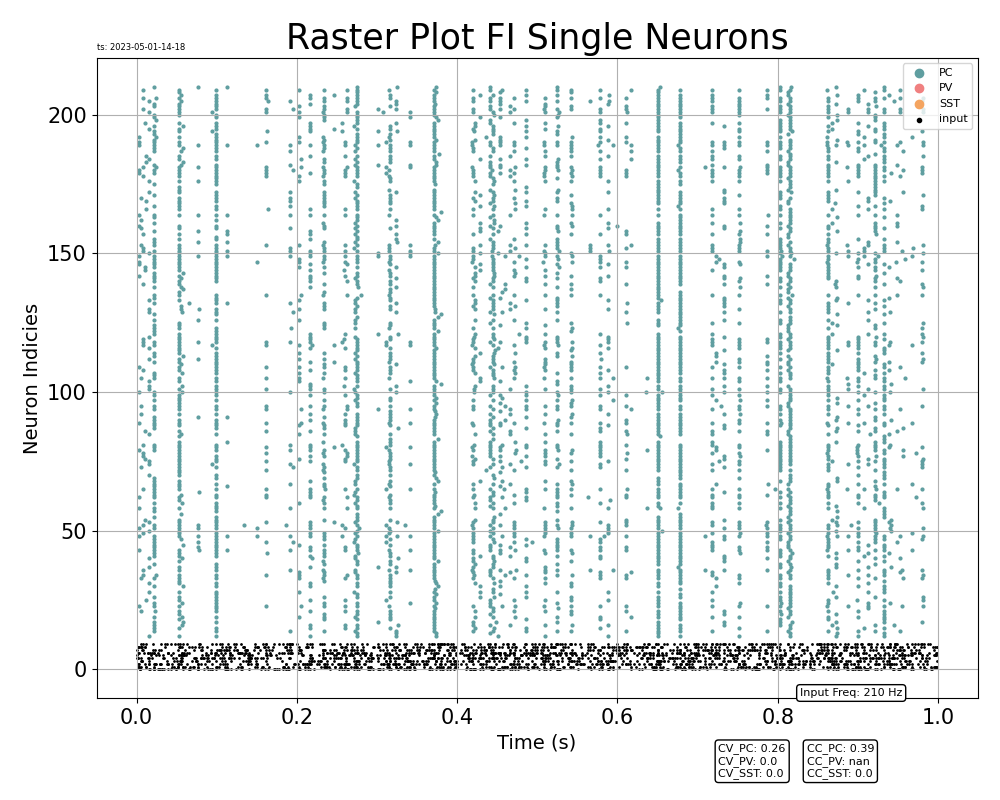 Raster Plot FI Single Neurons
ts: 2023-05-01-14-18
PC
PV
SST
input
Neuron Indicies
200
150
100
50
0
0.0 0.2 0.4 0.6 0.8 1.0
Time (s)
Input Freq: 210 Hz
CV_PC: 0.26
CV_PV: 0.0
CV_SST: 0.0
CC_PC: 0.39
CC_PV: nan
CC_SST: 0.0